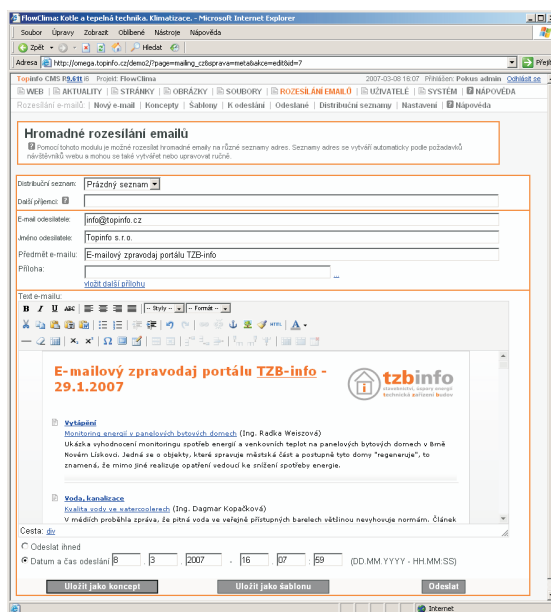 FlowClima: Kotle a tepelná technika. Klimatizace. - Microsoft Internet Explorer
Soubor Úpravy Zobrazit Oblíbené Nástroje Nápověda
Zpět Hledat
Adresa http://omega.topinfo.cz/demo2/?page=mailing_cz&sprava=meta&akce=edit&id=7 Přejít
Topinfo CMS P9.611 i6 Projekt: FlowClima 2007-03-08 16:07 Přihlášen: Pokus admin Odhlásit se
WEB | AKTUALITY | STRÁNKY | OBRÁZKY | SOUBORY | ROZESÍLÁNÍ EMAILŮ | UŽIVATELÉ | SYSTÉM | NÁPOVĚDA
Rozesílání e-mailů: | Nový e-mail | Koncepty | Šablony | K odeslání | Odeslané | Distribuční seznamy | Nastavení | Nápověda
Hromadné rozesílání emailů
Pomocí tohoto modulu je možné rozesílat hromadné emaily na různé seznamy adres. Seznamy adres se vytváří automaticky podle požadavků
návštěvníků webu a mohou se také vytvářet nebo upravovat ručně.
Distribuční seznam: Prázdný seznam
Další příjemci:
E-mail odesilatele: info@topinfo.cz
Jméno odesilatele: Topinfo s.r.o.
Předmět e-mailu: E-mailový zpravodaj portálu TZB-info
Příloha: ...
vložit další přílohu
Text e-mailu:
B I U ABC -- Styly -- -- Formát --
HTML A
x₂ x² Ω
E-mailový zpravodaj portálu TZB-info -
29.1.2007
tzbinfo
stavebnictví, úspory energií
technická zařízení budov
Vytápění
Monitoring energií v panelových bytových domech (Ing. Radka Weiszová)
Ukázka vyhodnocení monitoringu spotřeb energií a venkovních teplot na panelových bytových domech v Brně
Novém Lískovci. Jedná se o objekty, které spravuje městská část a postupně tyto domy "regeneruje", to
znamená, že mimo jiné realizuje opatření vedoucí ke snížení spotřeby energie.
Voda, kanalizace
Kvalita vody ve watercoolerech (Ing. Dagmar Kopačková)
V médiích proběhla zpráva, že pitná voda ve veřejně přístupných barelech většinou nevyhovuje normám. Článek
Cesta: div
Odeslat ihned
Datum a čas odeslání 8 . 3 . 2007 - 16 : 07 : 59 (DD.MM.YYYY - HH:MM:SS)
Uložit jako koncept Uložit jako šablonu Odeslat
Internet